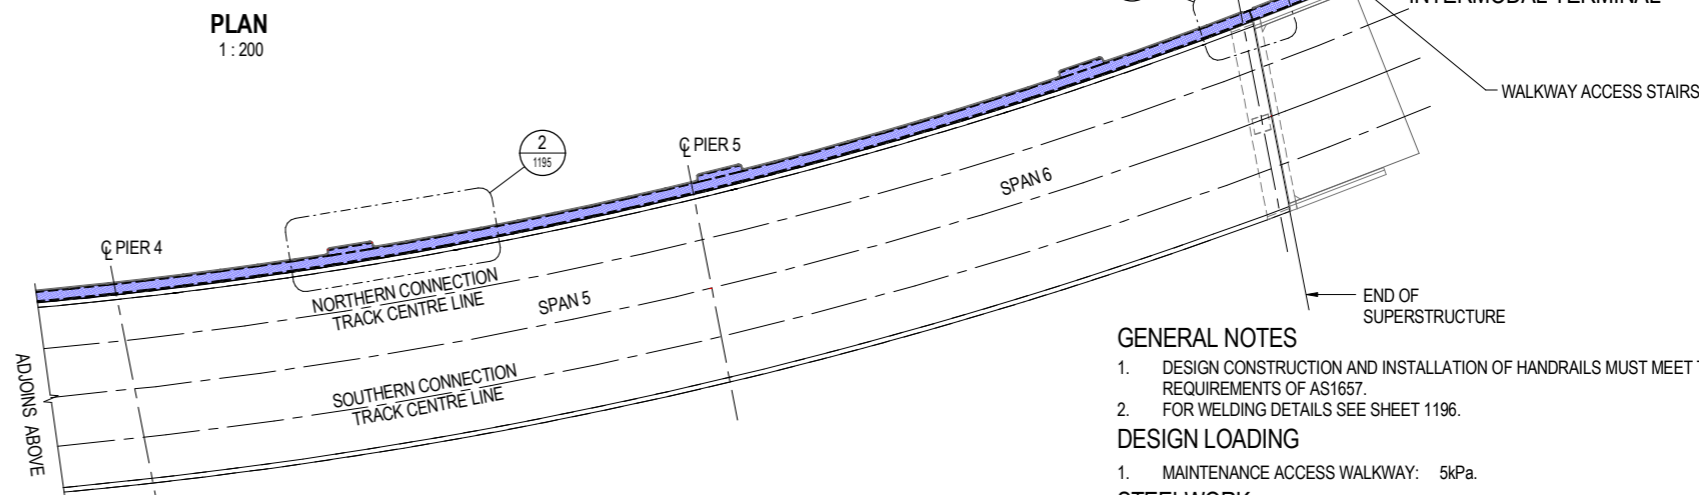 PLAN
1 : 200
INTERMODAL TERMINAL
WALKWAY ACCESS STAIRS
℄ PIER 5
2
1195
SPAN 6
℄ PIER 4
NORTHERN CONNECTION
TRACK CENTRE LINE
SPAN 5
END OF
SUPERSTRUCTURE
ADJOINS ABOVE
SOUTHERN CONNECTION
TRACK CENTRE LINE
GENERAL NOTES
1. DESIGN CONSTRUCTION AND INSTALLATION OF HANDRAILS MUST MEET
REQUIREMENTS OF AS1657.
2. FOR WELDING DETAILS SEE SHEET 1196.
DESIGN LOADING
1. MAINTENANCE ACCESS WALKWAY: 5kPa.
STEELWORK